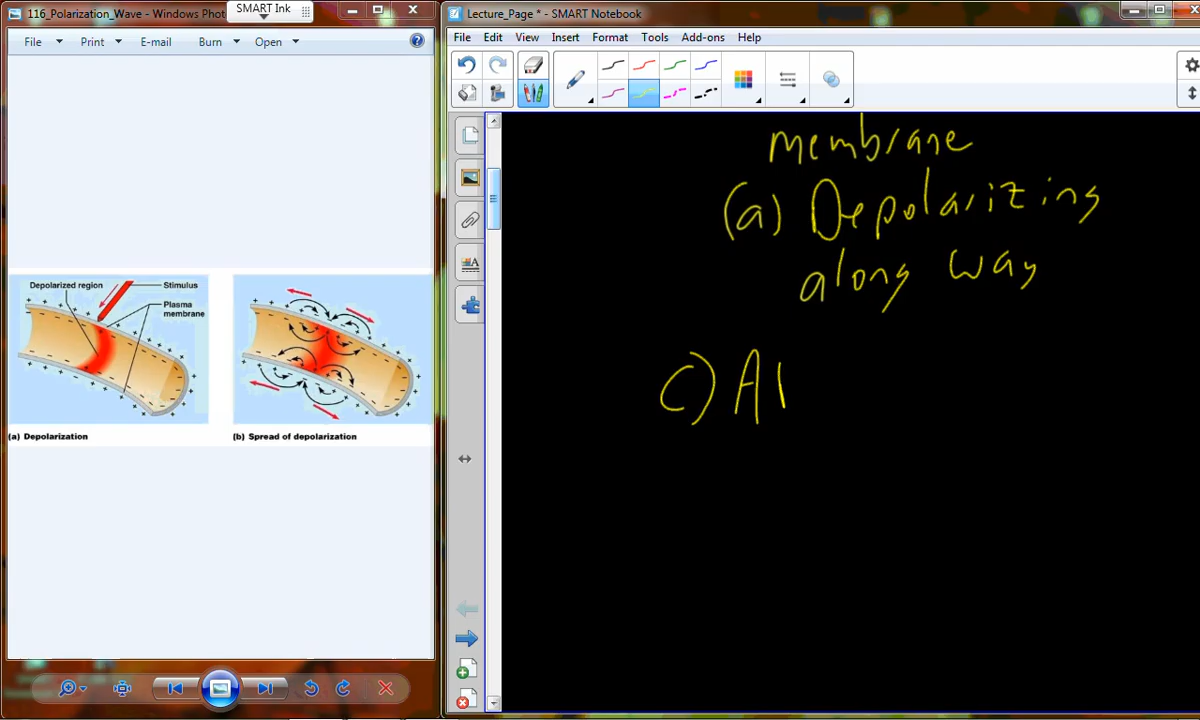 116_Polarization_Wave - Windows Phot
SMART Ink
File Print E-mail Burn Open
Depolarized region
Stimulus
Plasma
membrane
(a) Depolarization
(b) Spread of depolarization
Lecture_Page * - SMART Notebook
File Edit View Insert Format Tools Add-ons Help
membrane
(a) Depolarizing
along way
c) Al